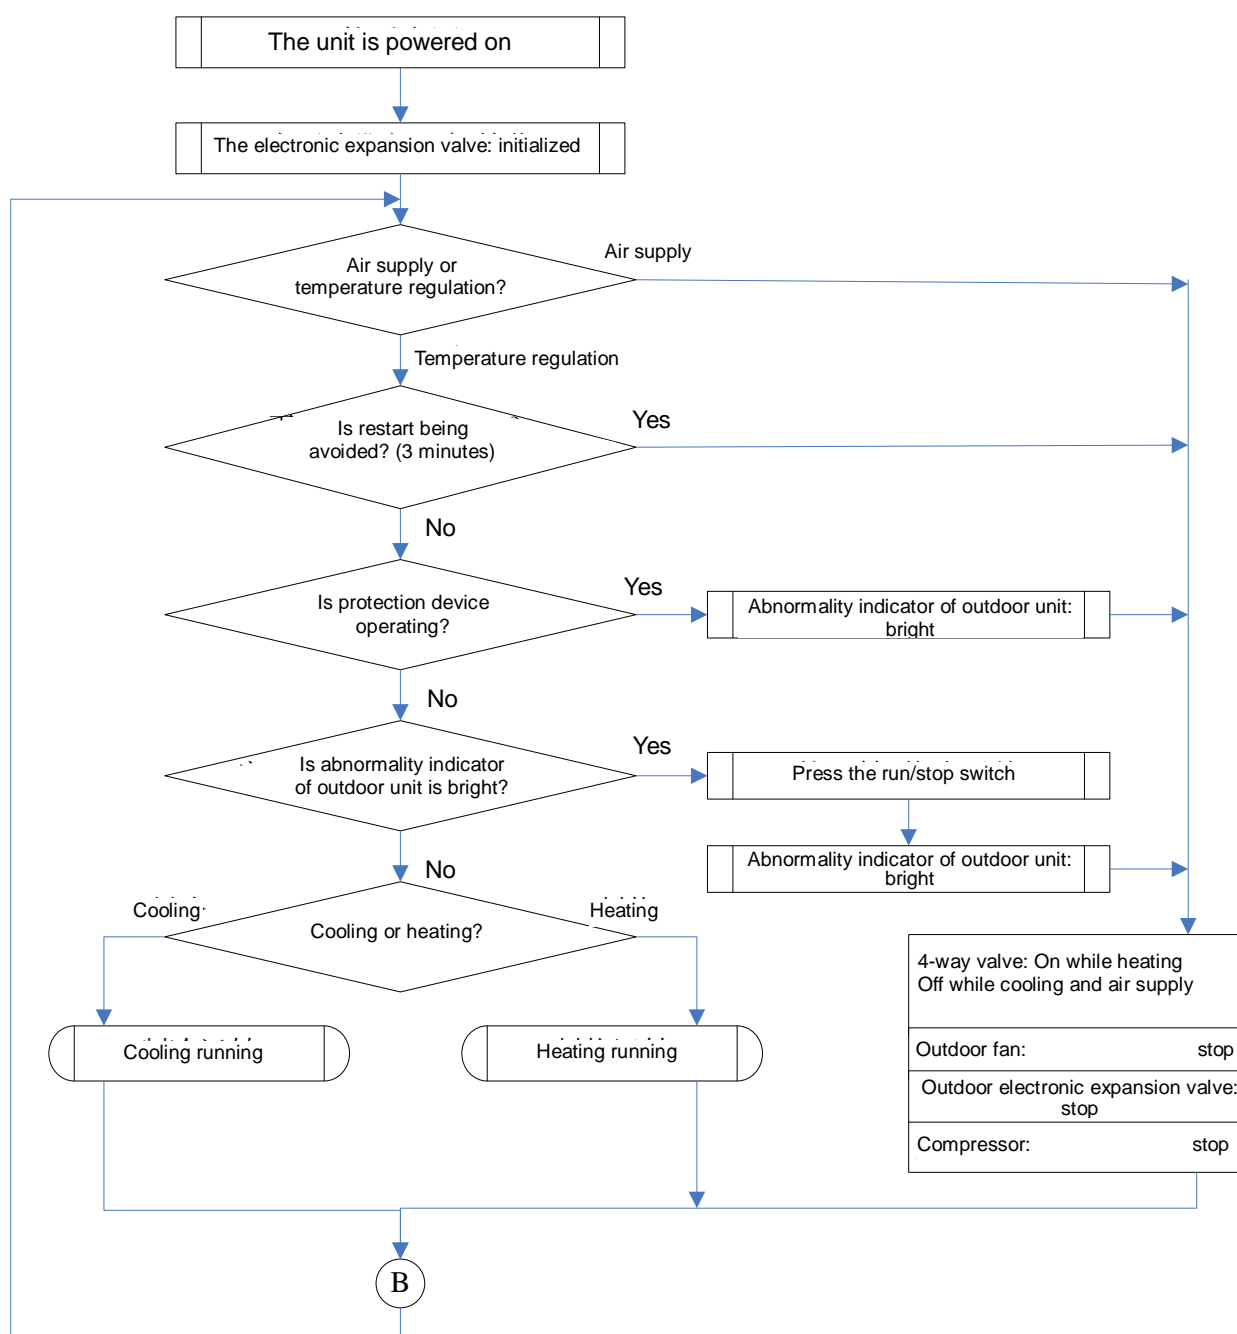 The unit is powered on
The electronic expansion valve: initialized
Air supply or
temperature regulation?
Air supply
Temperature regulation
Is restart being
avoided? (3 minutes)
Yes
No
Is protection device
operating?
Yes
Abnormality indicator of outdoor unit:
bright
No
Is abnormality indicator
of outdoor unit is bright?
Yes
Press the run/stop switch
Abnormality indicator of outdoor unit:
bright
No
Cooling or heating?
Cooling
Heating
Cooling running
Heating running
4-way valve: On while heating
Off while cooling and air supply
Outdoor fan: stop
Outdoor electronic expansion valve:
stop
Compressor: stop
B